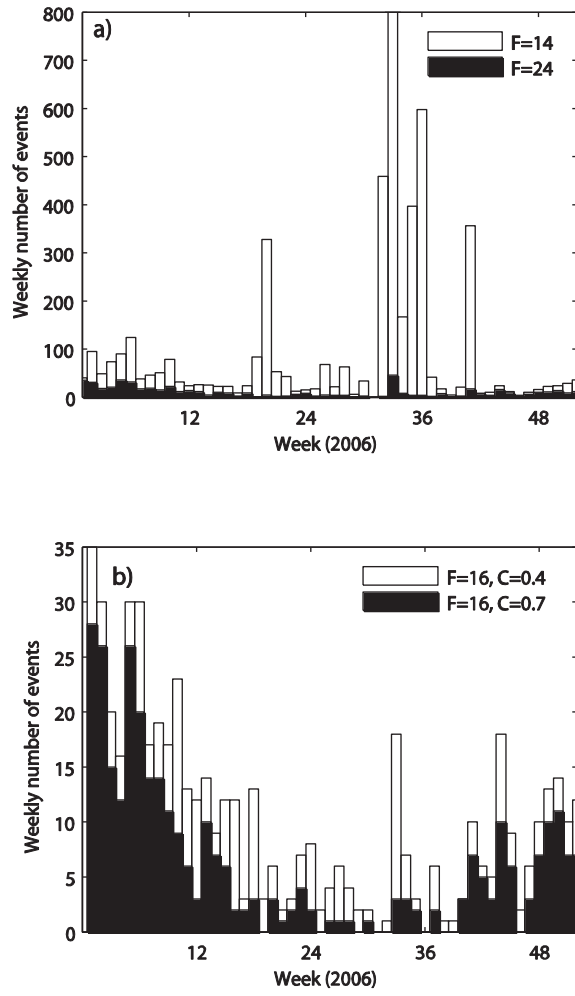 a)
F=14
F=24
Weekly number of events
800
700
600
500
400
300
200
100
0
12
24
36
48
Week (2006)
b)
F=16, C=0.4
F=16, C=0.7
Weekly number of events
35
30
25
20
15
10
5
0
12
24
36
48
Week (2006)